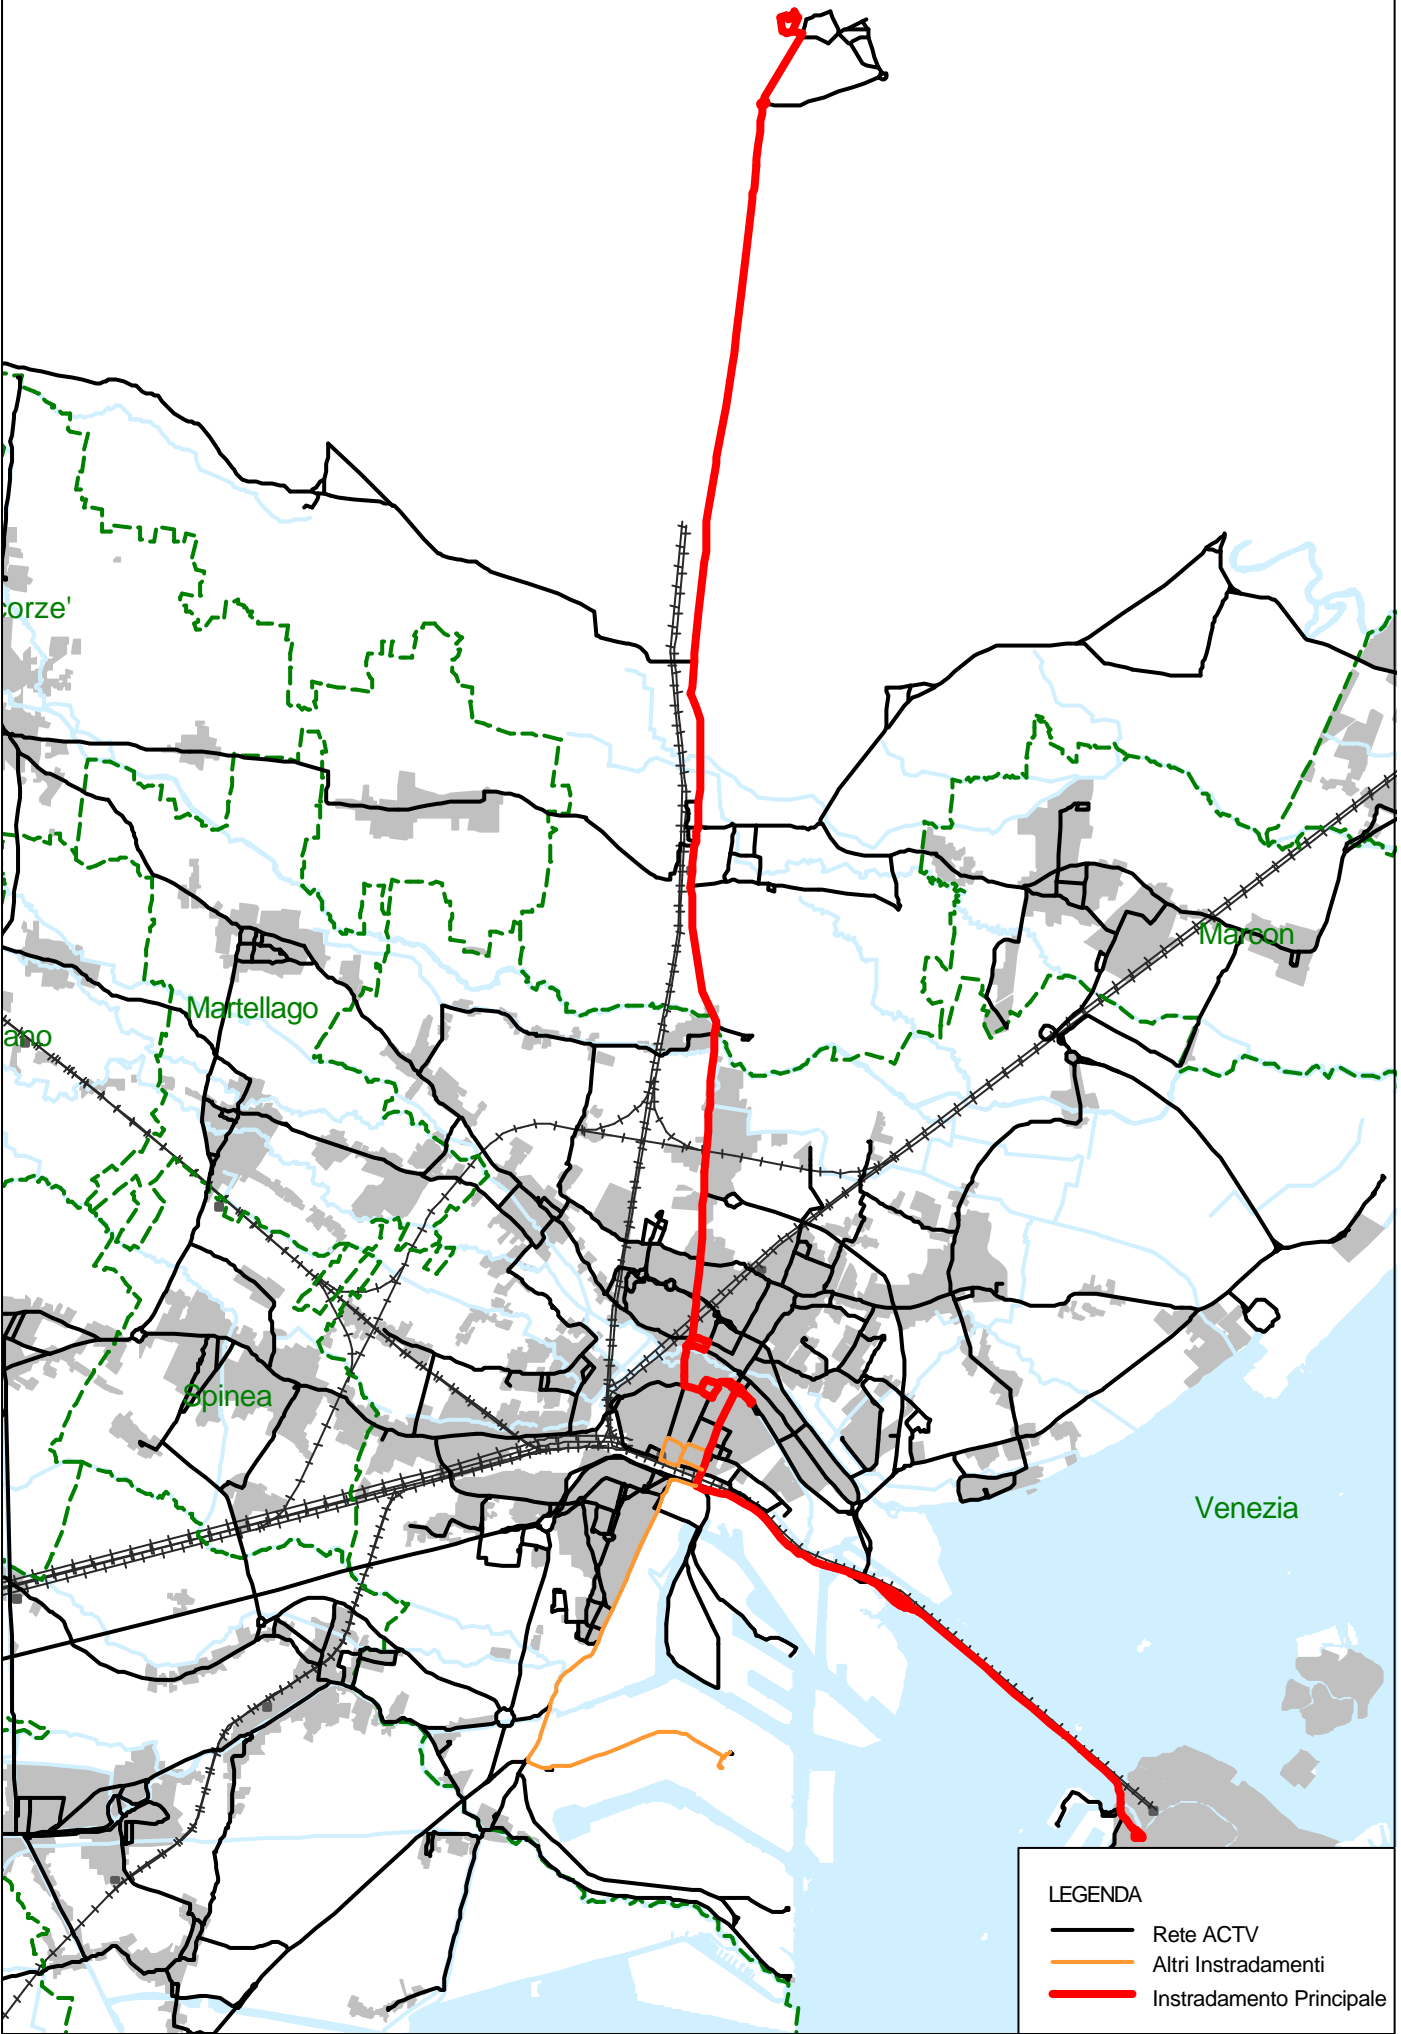 corze'
Marcon
Martellago
ano
Spinea
Venezia
LEGENDA
Rete ACTV
Altri Instradamenti
Instradamento Principale